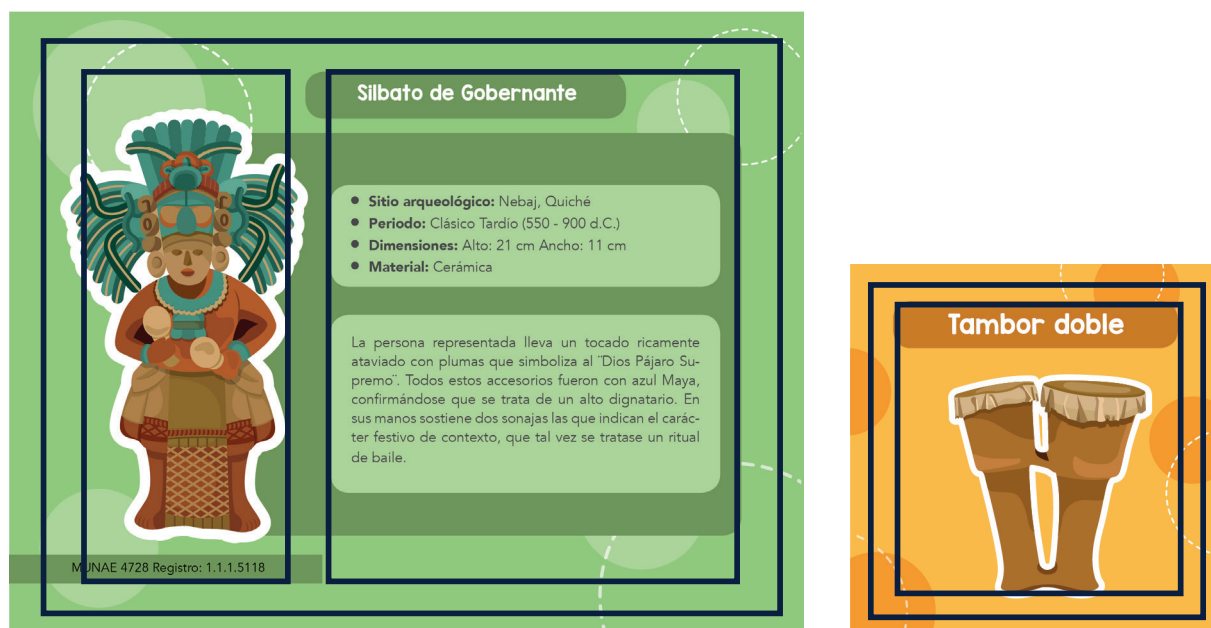 Silbato de Gobernante
● Sitio arqueológico: Nebaj, Quiché
● Periodo: Clásico Tardío (550 - 900 d.C.)
● Dimensiones: Alto: 21 cm Ancho: 11 cm
● Material: Cerámica
La persona representada lleva un tocado ricamente
ataviado con plumas que simboliza al ¨Dios Pájaro Su-
premo¨. Todos estos accesorios fueron con azul Maya,
confirmándose que se trata de un alto dignatario. En
sus manos sostiene dos sonajas las que indican el carác-
ter festivo de contexto, que tal vez se tratase un ritual
de baile.
MUNAE 4728 Registro: 1.1.1.5118
Tambor doble